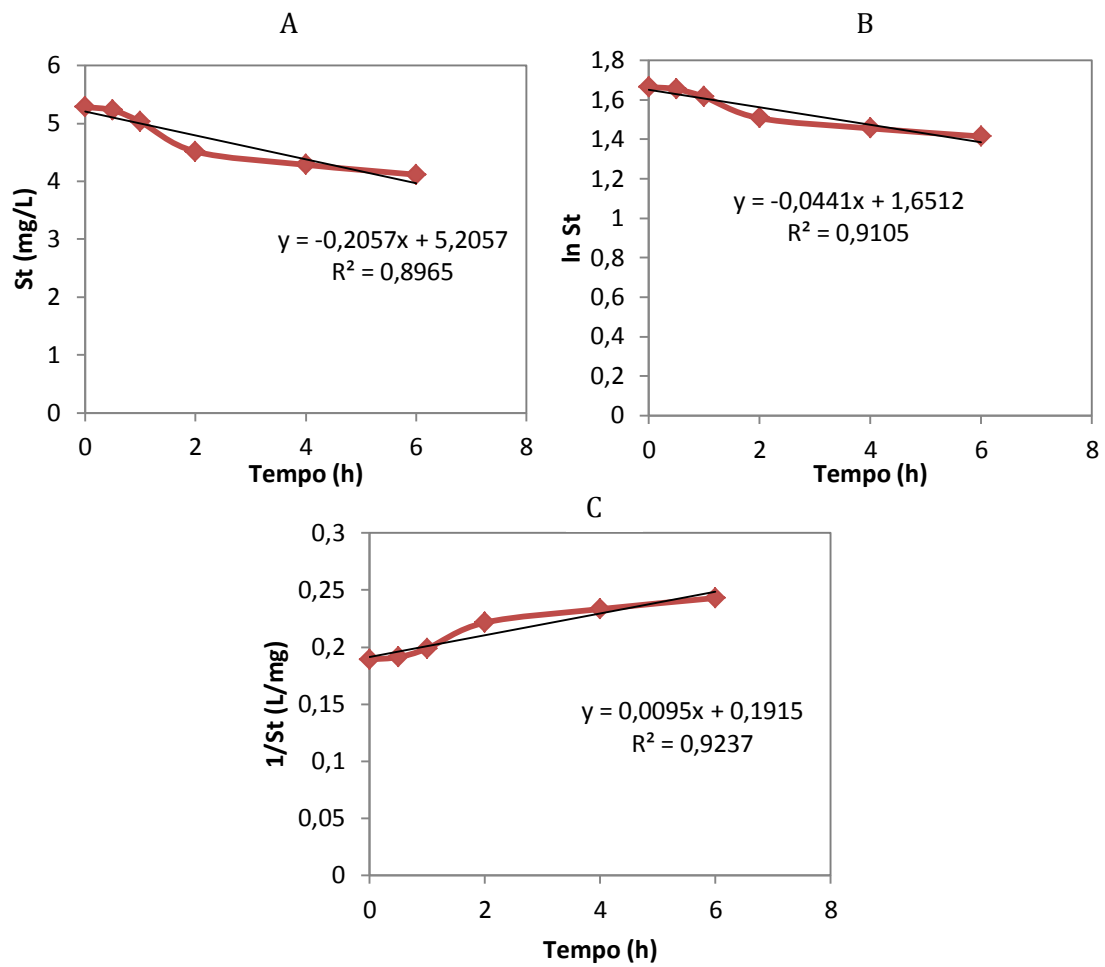 A
6
5
4
3
2
1
0
St (mg/L)
y = -0,2057x + 5,2057
R² = 0,8965
0 2 4 6 8
Tempo (h)
B
1,8
1,6
1,4
1,2
1
0,8
0,6
0,4
0,2
0
ln St
y = -0,0441x + 1,6512
R² = 0,9105
0 2 4 6 8
Tempo (h)
C
0,3
0,25
0,2
0,15
0,1
0,05
0
1/St (L/mg)
y = 0,0095x + 0,1915
R² = 0,9237
0 2 4 6 8
Tempo (h)